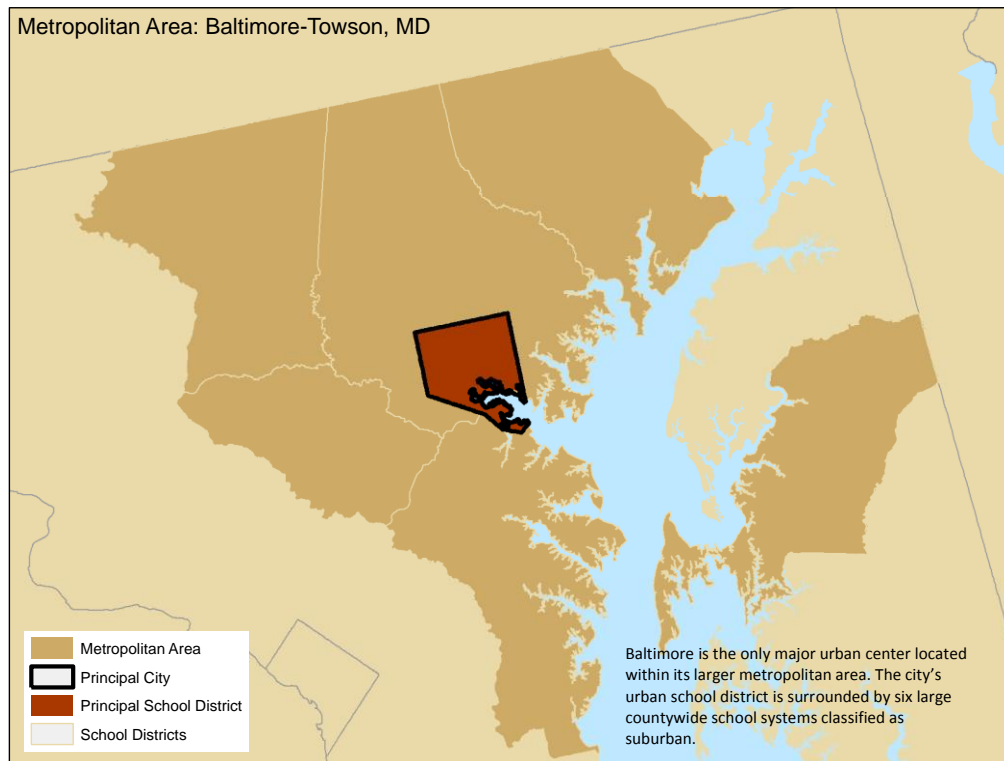 Metropolitan Area: Baltimore-Towson, MD
Metropolitan Area
Principal City
Principal School District
School Districts
Baltimore is the only major urban center located
within its larger metropolitan area. The city’s
urban school district is surrounded by six large
countywide school systems classified as
suburban.